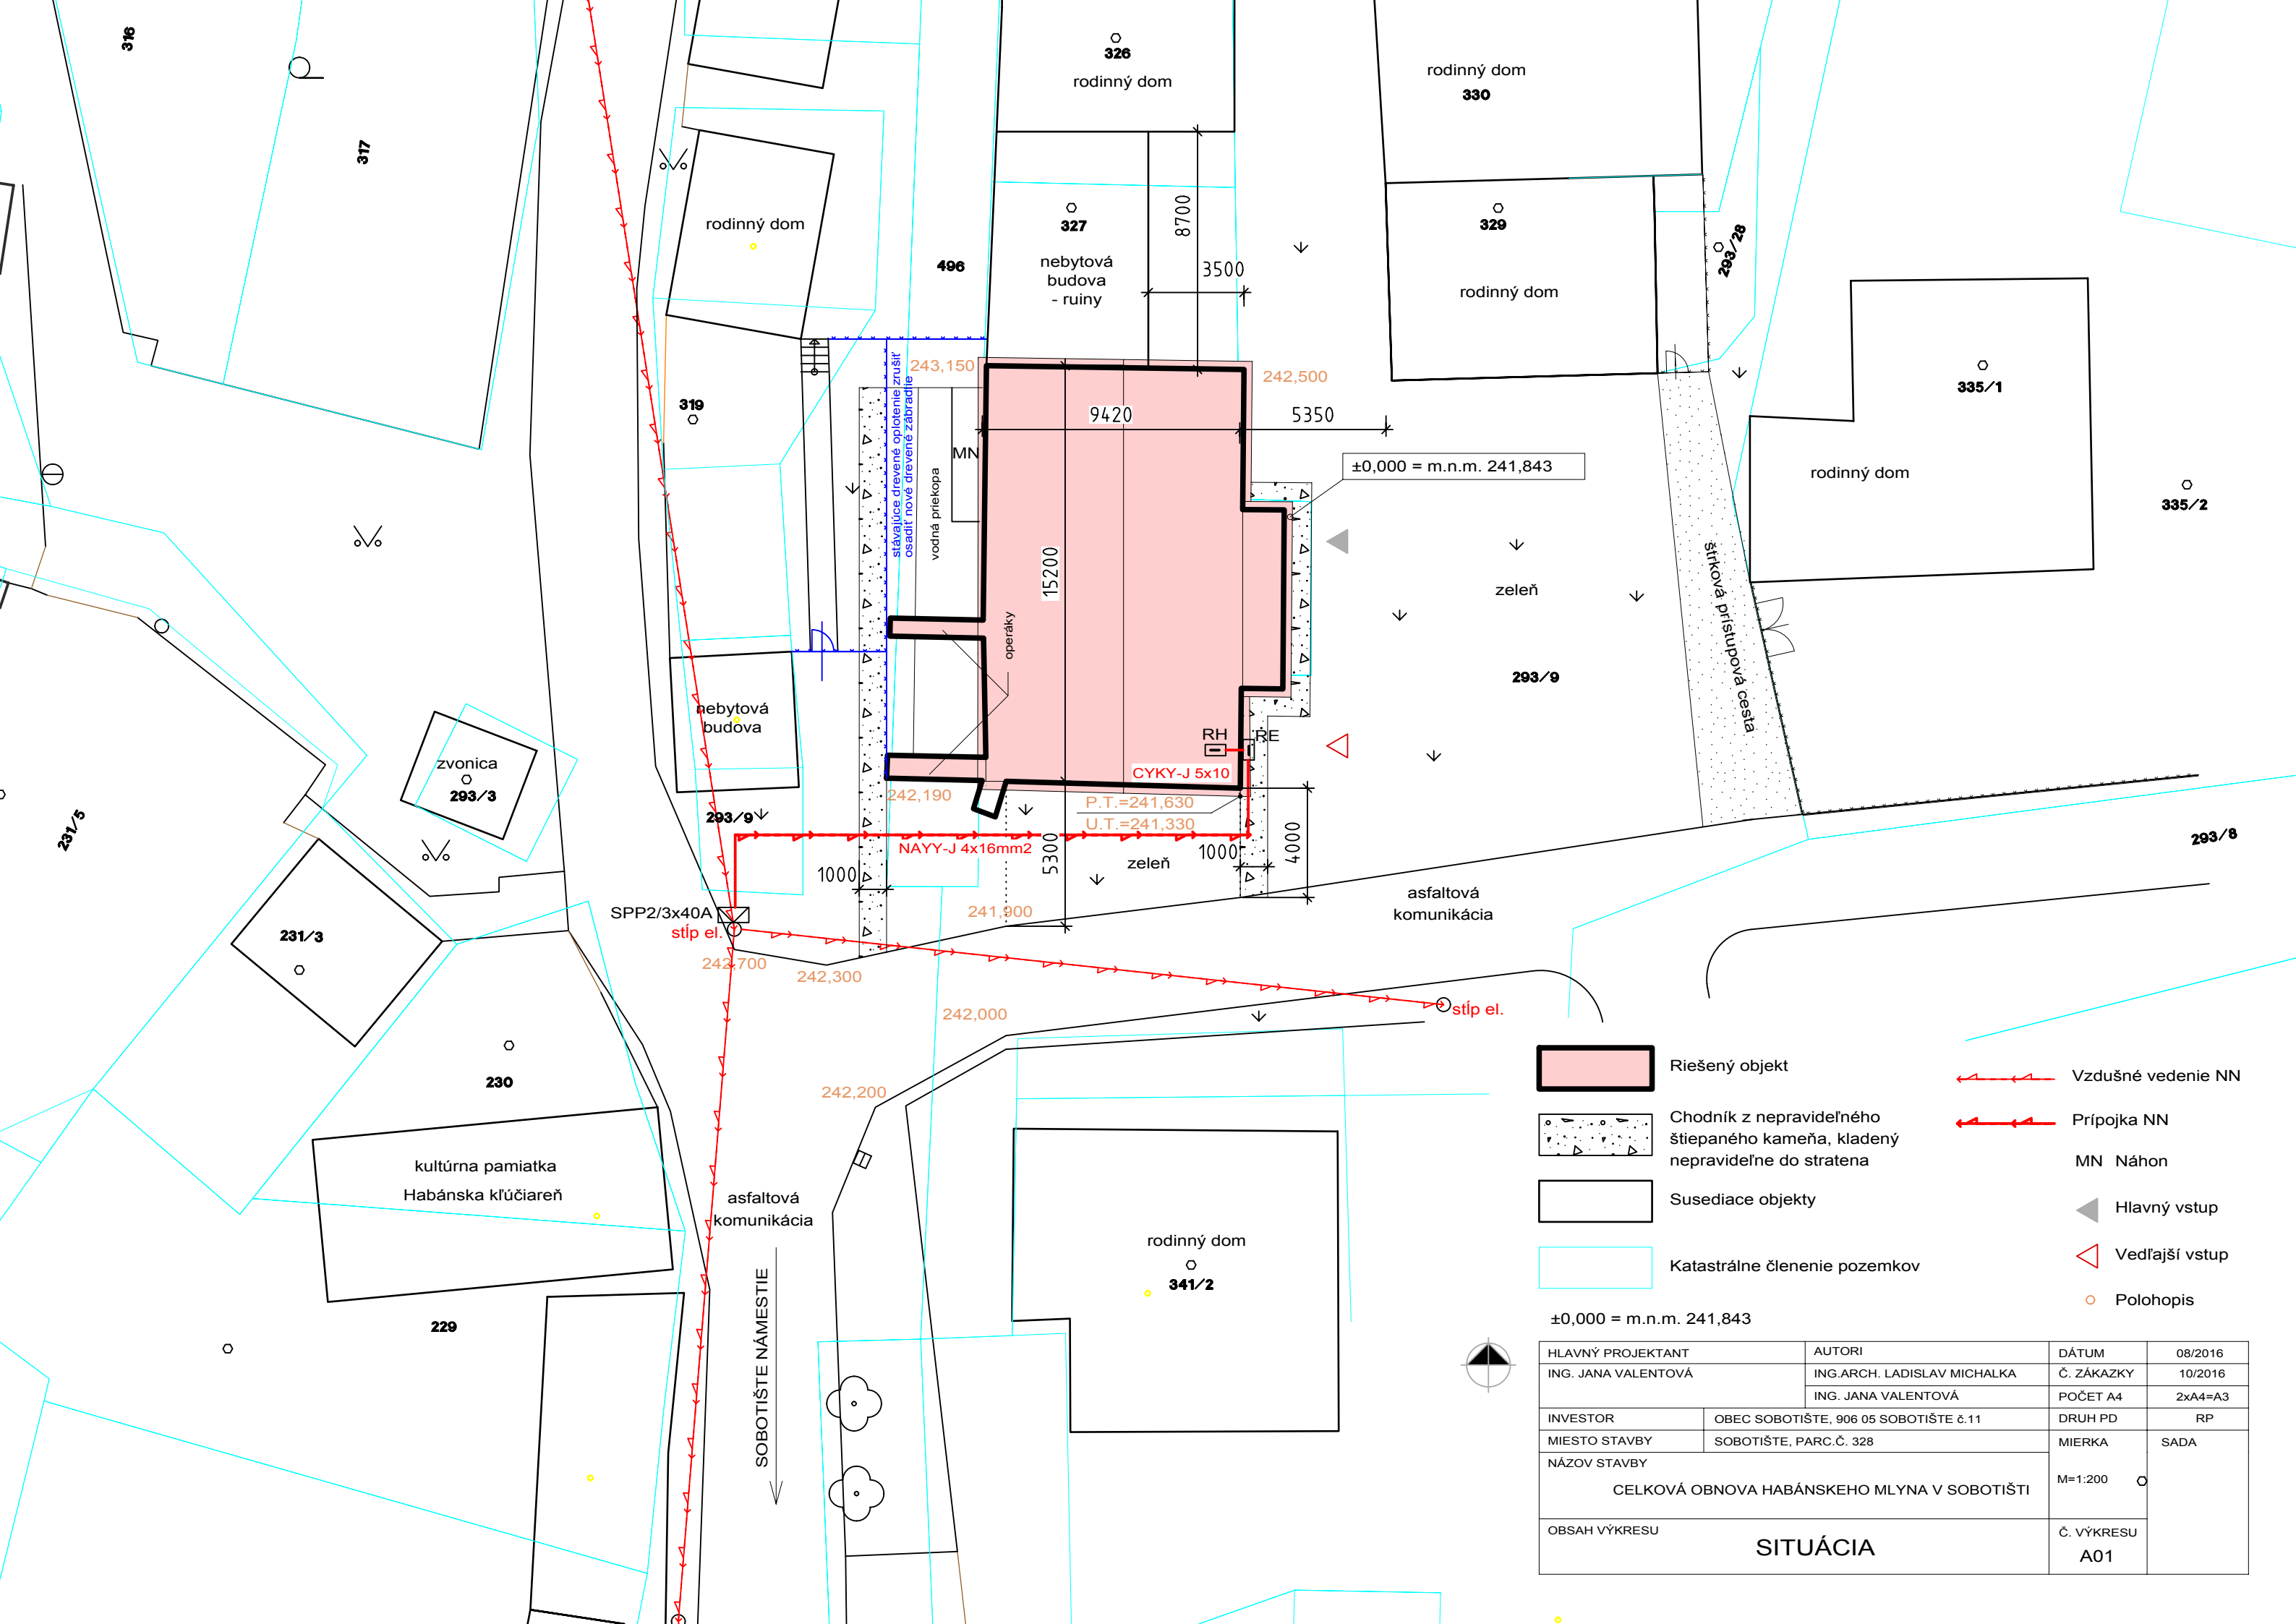 316
317
326
rodinný dom
rodinný dom
330
rodinný dom
496
327
nebytová
budova
- ruiny
8700
3500
329
rodinný dom
293/28
335/1
rodinný dom
335/2
319
243,150
242,500
stávajúce drevené oplotenie zrušiť
osadiť nové drevené zábradlie
vodná priekopa
MN
9420
5350
±0,000 = m.n.m. 241,843
15200
operáky
zeleň
štrková prístupová cesta
293/9
nebytová
budova
zvonica
293/3
231/5
RH
RE
CYKY-J 5x10
242,190
P.T.=241,630
U.T.=241,330
293/9
NAYY-J 4x16mm2
5300
zeleň
1000
4000
1000
293/8
SPP2/3x40A
stĺp el.
241,900
asfaltová
komunikácia
231/3
242,700
242,300
242,000
stĺp el.
230
242,200
kultúrna pamiatka
Habánska kľúčiareň
asfaltová
komunikácia
SOBOTIŠTE NÁMESTIE
229
rodinný dom
341/2
Riešený objekt
Chodník z nepravideľného
štiepaného kameňa, kladený
nepravideľne do stratena
Susediace objekty
Katastrálne členenie pozemkov
±0,000 = m.n.m. 241,843
Vzdušné vedenie NN
Prípojka NN
MN Náhon
Hlavný vstup
Vedľajší vstup
Polohopis
HLAVNÝ PROJEKTANT
AUTORI
DÁTUM
08/2016
ING. JANA VALENTOVÁ
ING.ARCH. LADISLAV MICHALKA
Č. ZÁKAZKY
10/2016
ING. JANA VALENTOVÁ
POČET A4
2xA4=A3
INVESTOR
OBEC SOBOTIŠTE, 906 05 SOBOTIŠTE č.11
DRUH PD
RP
MIESTO STAVBY
SOBOTIŠTE, PARC.Č. 328
MIERKA
SADA
NÁZOV STAVBY
M=1:200
CELKOVÁ OBNOVA HABÁNSKEHO MLYNA V SOBOTIŠTI
OBSAH VÝKRESU
SITUÁCIA
Č. VÝKRESU
A01